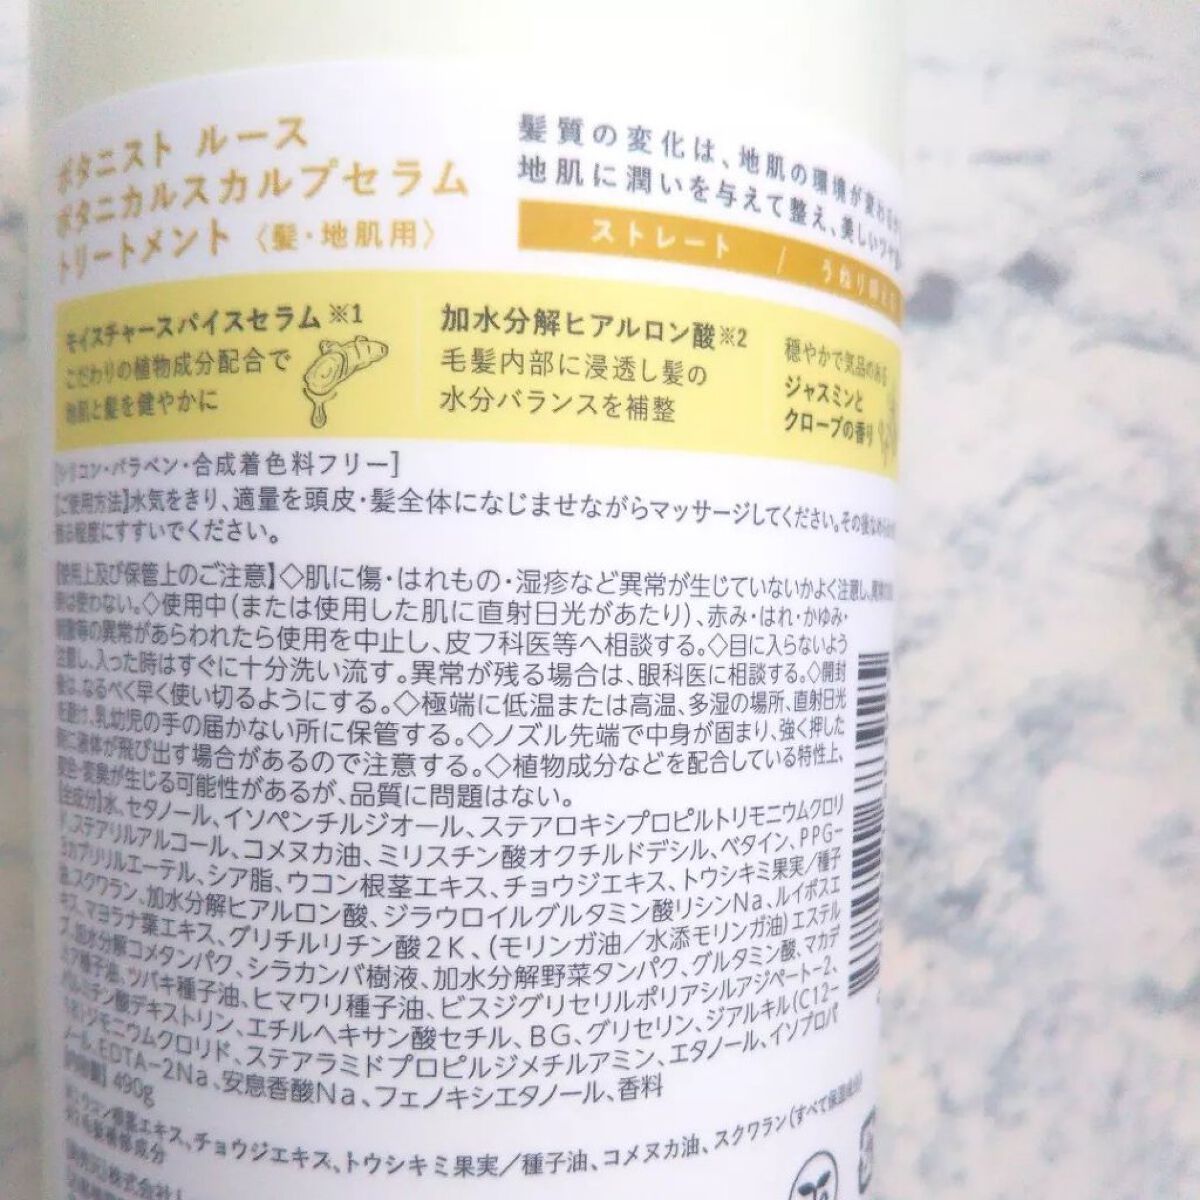 ボタニスト ルース
ボタニカルスカルプセラム
トリートメント〈髪・地肌用〉
髪質の変化は、地肌の環境が変わる
地肌に潤いを与えて整え、美しいツヤ
ストレート / うねり
モイスチャースパイスセラム※1
こだわりの植物成分配合で
地肌と髪を健やかに
加水分解ヒアルロン酸※2
毛髪内部に浸透し髪の
水分バランスを補整
穏やかで気品のある
ジャスミンと
クローブの香り
[シリコン・パラベン・合成着色料フリー]
【ご使用方法】水気をきり、適量を頭皮・髪全体になじませながらマッサージしてください。その後
程度にすすいでください。
【使用上及び保管上のご注意】◇肌に傷・はれもの・湿疹など異常が生じていないかよく注意し、
は使わない。◇使用中(または使用した肌に直射日光があたり)、赤み・はれ・かゆみ・
刺激等の異常があらわれたら使用を中止し、皮フ科医等へ相談する。◇目に入らないよう
注意し、入った時はすぐに十分洗い流す。異常が残る場合は、眼科医に相談する。◇開封
後は、なるべく早く使い切るようにする。◇極端に低温または高温、多湿の場所、直射日光
を避け、乳幼児の手の届かない所に保管する。◇ノズル先端で中身が固まり、強く押した
際に液体が飛び出す場合があるので注意する。◇植物成分などを配合している特性上、
変色・変臭が生じる可能性があるが、品質に問題はない。
【全成分】水、セタノール、イソペンチルジオール、ステアロキシプロピルトリモニウムクロリ
ド、ステアリルアルコール、コメヌカ油、ミリスチン酸オクチルドデシル、ベタイン、PPG-
3カプリリルエーテル、シア脂、ウコン根茎エキス、チョウジエキス、トウシキミ果実/種子
油、スクワラン、加水分解ヒアルロン酸、ジラウロイルグルタミン酸リシンNa、ルイボスエ
キス、マヨラナ葉エキス、グリチルリチン酸2K、(モリンガ油/水添モリンガ油)エステル
ズ、加水分解コメタンパク、シラカンバ樹液、加水分解野菜タンパク、グルタミン酸、マカデ
ミア種子油、ツバキ種子油、ヒマワリ種子油、ビスジグリセリルポリアシルアジペート-2、
パルミチン酸デキストリン、エチルヘキサン酸セチル、BG、グリセリン、ジアルキル(C12-
ジモニウムクロリド、ステアラミドプロピルジメチルアミン、エタノール、イソプロパ
ノール、EDTA-2Na、安息香酸Na、フェノキシエタノール、香料
【内容量】490g
※1ウコン根茎エキス、チョウジエキス、トウシキミ果実/種子油、コメヌカ油、スクワラン(すべて保湿成分)
成分
株式会社